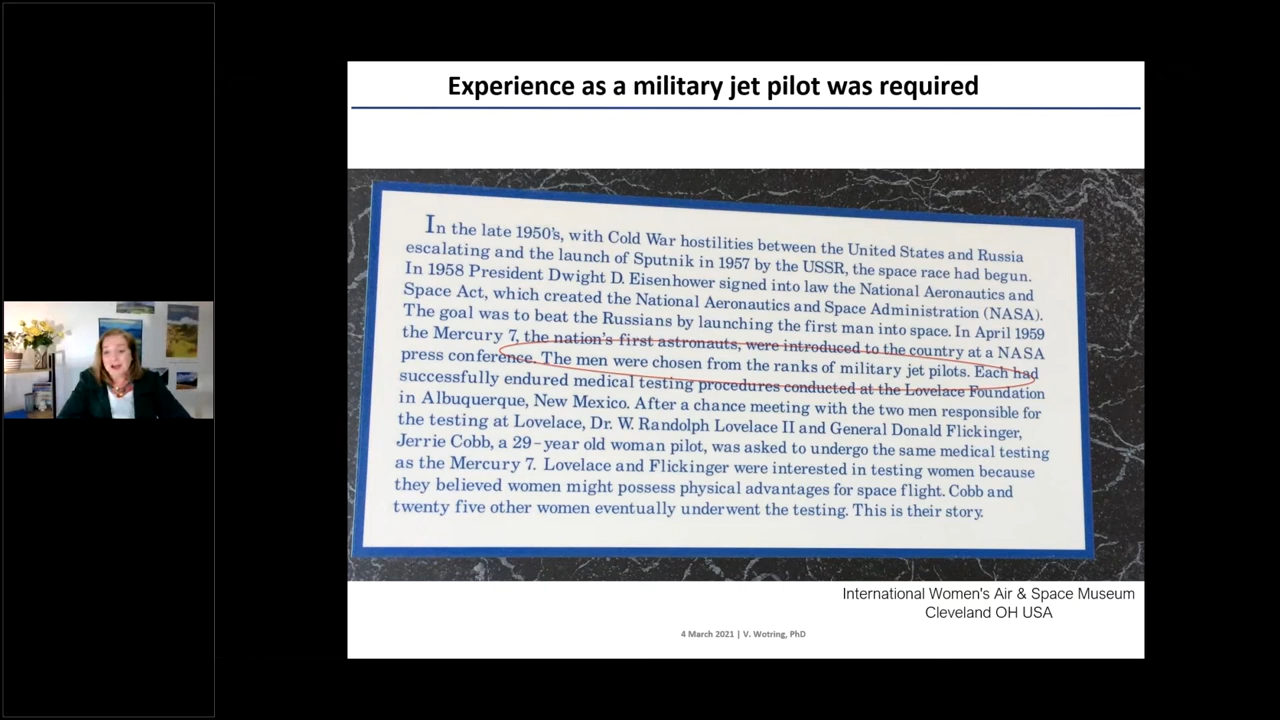 Experience as a military jet pilot was required
In the late 1950's, with Cold War hostilities between the United States and Russia
escalating and the launch of Sputnik in 1957 by the USSR, the space race had begun.
In 1958 President Dwight D. Eisenhower signed into law the National Aeronautics and
Space Act, which created the National Aeronautics and Space Administration (NASA).
The goal was to beat the Russians by launching the first man into space. In April 1959
the Mercury 7, the nation's first astronauts, were introduced to the country at a NASA
press conference. The men were chosen from the ranks of military jet pilots. Each had
successfully endured medical testing procedures conducted at the Lovelace Foundation
in Albuquerque, New Mexico. After a chance meeting with the two men responsible for
the testing at Lovelace, Dr. W. Randolph Lovelace II and General Donald Flickinger,
Jerrie Cobb, a 29-year old woman pilot, was asked to undergo the same medical testing
as the Mercury 7. Lovelace and Flickinger were interested in testing women because
they believed women might possess physical advantages for space flight. Cobb and
twenty five other women eventually underwent the testing. This is their story.
International Women's Air & Space Museum
Cleveland OH USA
4 March 2021 | V. Wotring, PhD